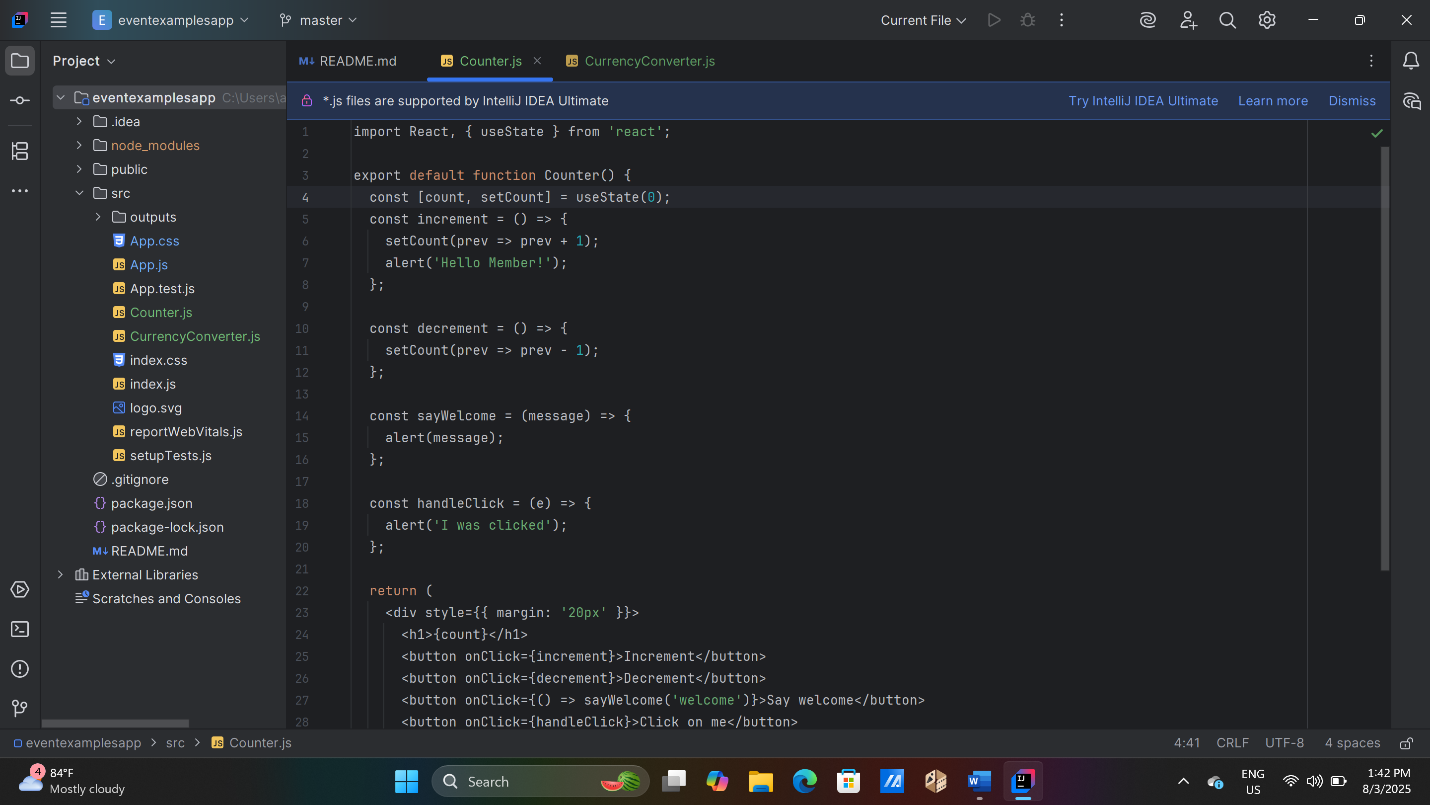 E eventexamplesapp master Current File
Project
README.md Counter.js CurrencyConverter.js
*.js files are supported by IntelliJ IDEA Ultimate Try IntelliJ IDEA Ultimate Learn more Dismiss
eventexamplesapp C:\Users\a
.idea
node_modules
public
src
outputs
App.css
App.js
App.test.js
Counter.js
CurrencyConverter.js
index.css
index.js
logo.svg
reportWebVitals.js
setupTests.js
.gitignore
package.json
package-lock.json
README.md
External Libraries
Scratches and Consoles
1 import React, { useState } from 'react';
2
3 export default function Counter() {
4 const [count, setCount] = useState(0);
5 const increment = () => {
6 setCount(prev => prev + 1);
7 alert('Hello Member!');
8 };
9
10 const decrement = () => {
11 setCount(prev => prev - 1);
12 };
13
14 const sayWelcome = (message) => {
15 alert(message);
16 };
17
18 const handleClick = (e) => {
19 alert('I was clicked');
20 };
21
22 return (
23 <div style={{ margin: '20px' }}>
24 <h1>{count}</h1>
25 <button onClick={increment}>Increment</button>
26 <button onClick={decrement}>Decrement</button>
27 <button onClick={() => sayWelcome('welcome')}>Say welcome</button>
28 <button onClick={handleClick}>Click on me</button>
eventexamplesapp > src > Counter.js 4:41 CRLF UTF-8 4 spaces
4 84°F
Mostly cloudy
Search
ENG
US
1:42 PM
8/3/2025